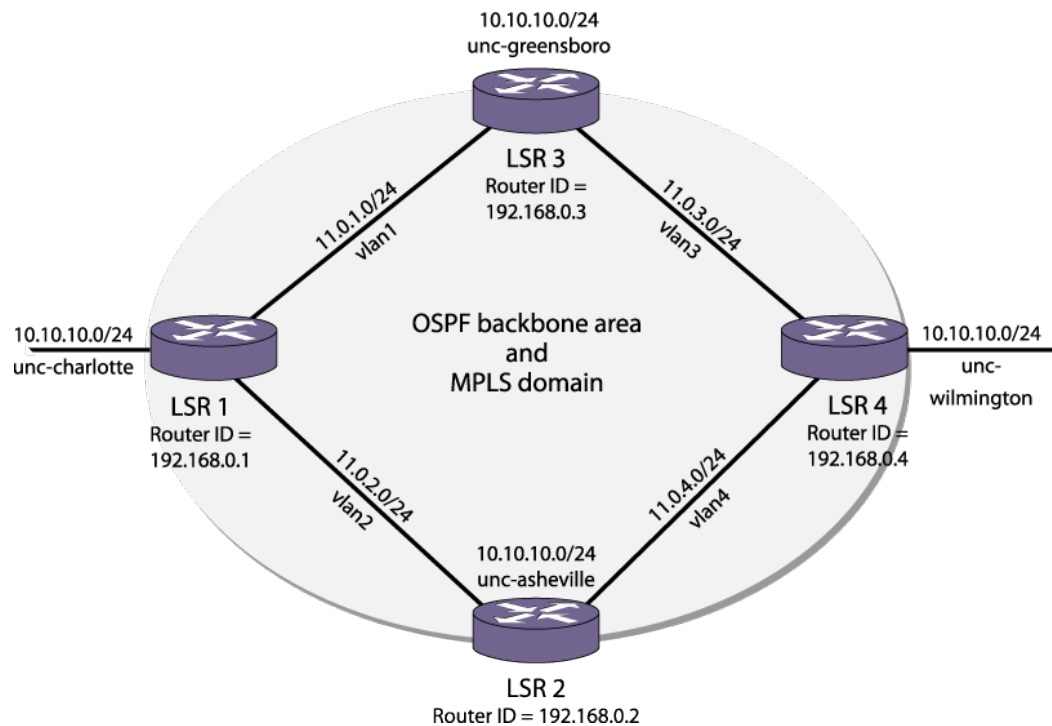 10.10.10.0/24
unc-greensboro
LSR 3
Router ID =
192.168.0.3
11.0.1.0/24
vlan1
11.0.3.0/24
vlan3
10.10.10.0/24
unc-charlotte
LSR 1
Router ID =
192.168.0.1
OSPF backbone area
and
MPLS domain
10.10.10.0/24
unc-
wilmington
LSR 4
Router ID =
192.168.0.4
11.0.2.0/24
vlan2
11.0.4.0/24
vlan4
10.10.10.0/24
unc-asheville
LSR 2
Router ID = 192.168.0.2